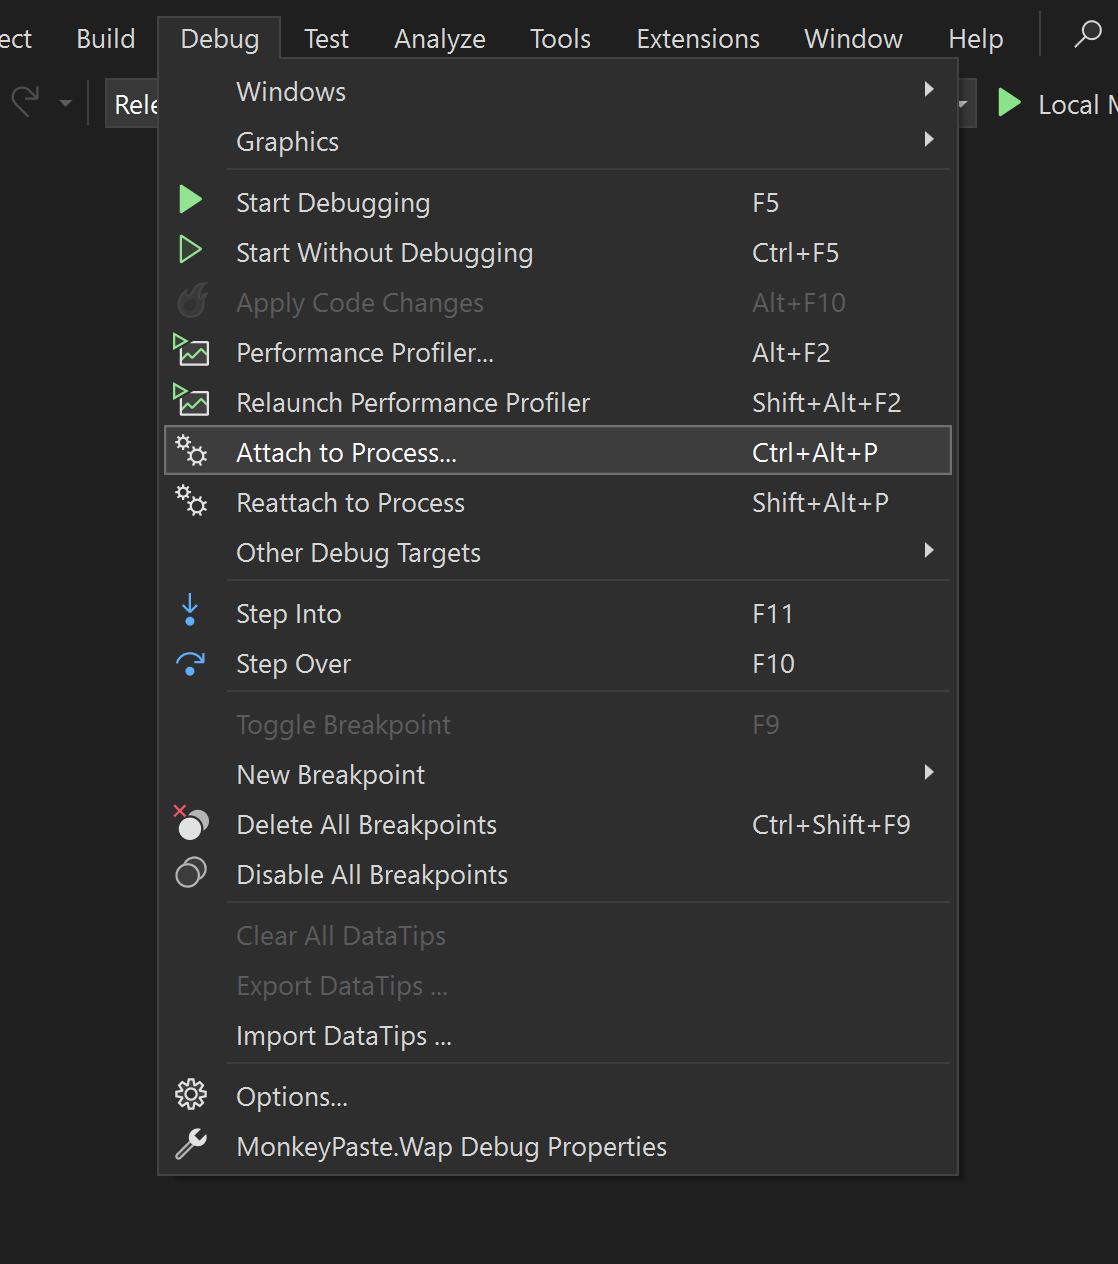 ect Build Debug Test Analyze Tools Extensions Window Help
Rele Local M
Windows
Graphics
Start Debugging F5
Start Without Debugging Ctrl+F5
Apply Code Changes Alt+F10
Performance Profiler... Alt+F2
Relaunch Performance Profiler Shift+Alt+F2
Attach to Process... Ctrl+Alt+P
Reattach to Process Shift+Alt+P
Other Debug Targets
Step Into F11
Step Over F10
Toggle Breakpoint F9
New Breakpoint
Delete All Breakpoints Ctrl+Shift+F9
Disable All Breakpoints
Clear All DataTips
Export DataTips ...
Import DataTips ...
Options...
MonkeyPaste.Wap Debug Properties